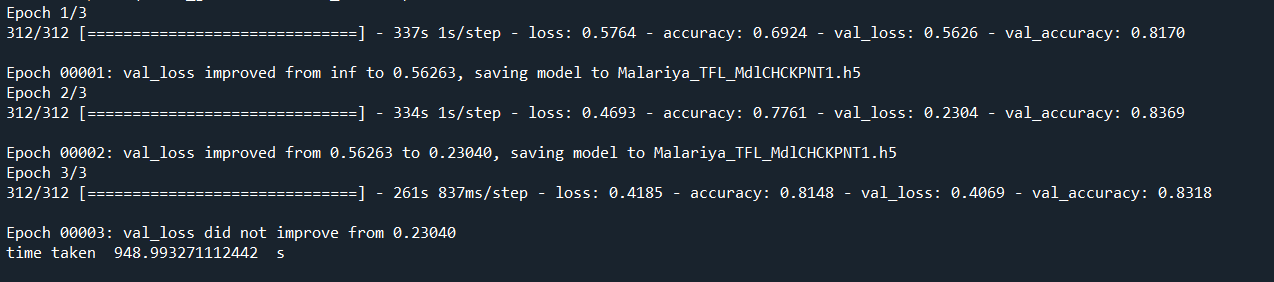 Epoch 1/3
312/312 [==============================] - 337s 1s/step - loss: 0.5764 - accuracy: 0.6924 - val_loss: 0.5626 - val_accuracy: 0.8170
Epoch 00001: val_loss improved from inf to 0.56263, saving model to Malariya_TFL_MdlCHCKPNT1.h5
Epoch 2/3
312/312 [==============================] - 334s 1s/step - loss: 0.4693 - accuracy: 0.7761 - val_loss: 0.2304 - val_accuracy: 0.8369
Epoch 00002: val_loss improved from 0.56263 to 0.23040, saving model to Malariya_TFL_MdlCHCKPNT1.h5
Epoch 3/3
312/312 [==============================] - 261s 837ms/step - loss: 0.4185 - accuracy: 0.8148 - val_loss: 0.4069 - val_accuracy: 0.8318
Epoch 00003: val_loss did not improve from 0.23040
time taken  948.993271112442  s